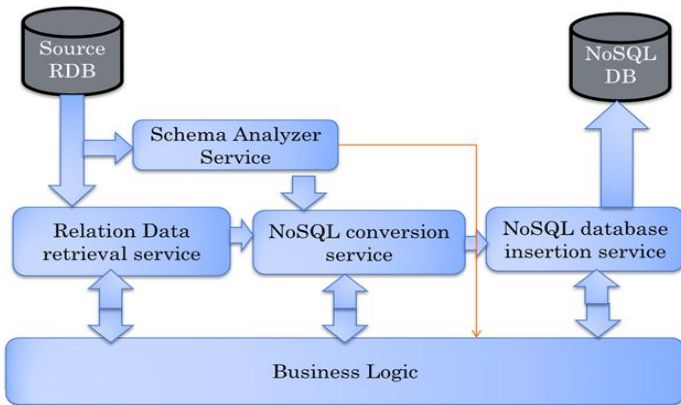 Source
RDB
NoSQL
DB
Schema Analyzer
Service
Relation Data
retrieval service
NoSQL conversion
service
NoSQL database
insertion service
Business Logic